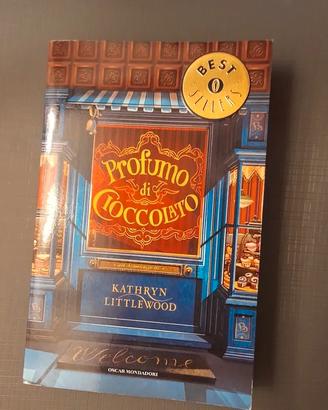 BEST
SELLERS
Profumo
di
CIOCCOLATO
KATHRYN
LITTLEWOOD
Welcome
OSCAR MONDADORI